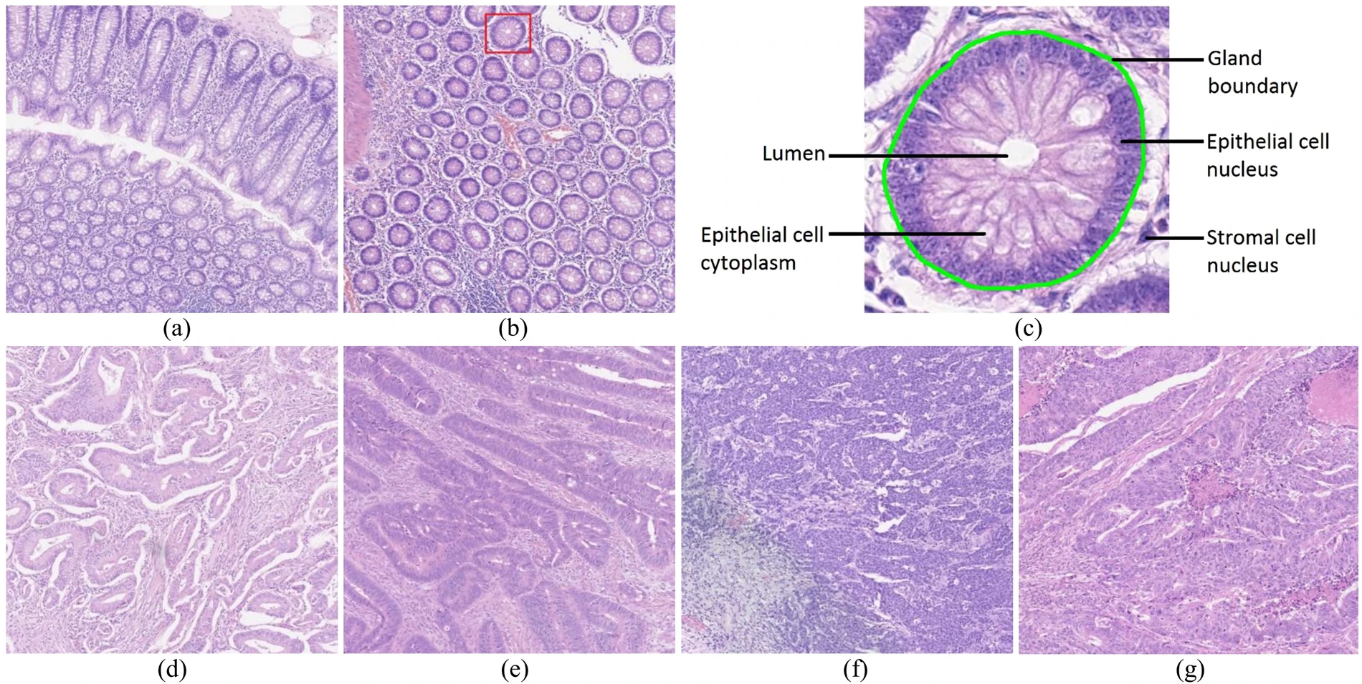 (a)
(b)
Gland
boundary
Epithelial cell
nucleus
Stromal cell
nucleus
Lumen
Epithelial cell
cytoplasm
(c)
(d)
(e)
(f)
(g)